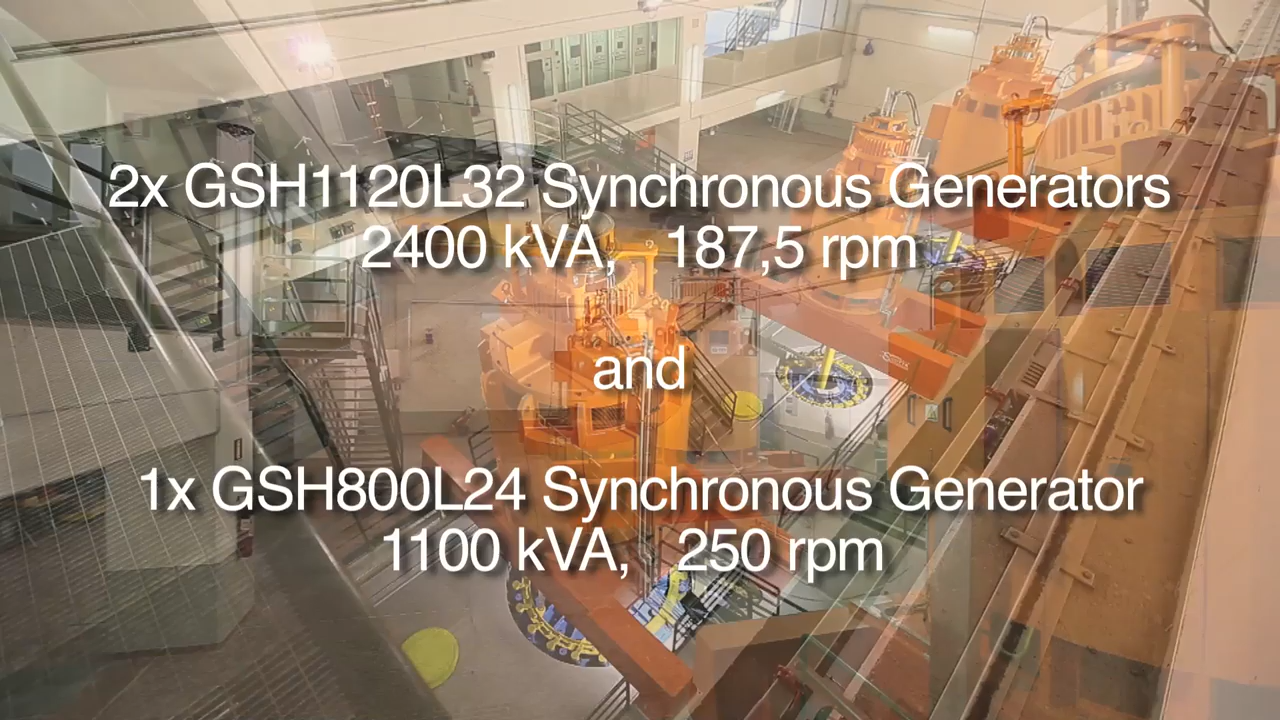 2x GSH1120L32 Synchronous Generators
2400 kVA, 187,5 rpm
and
1x GSH800L24 Synchronous Generator
1100 kVA, 250 rpm